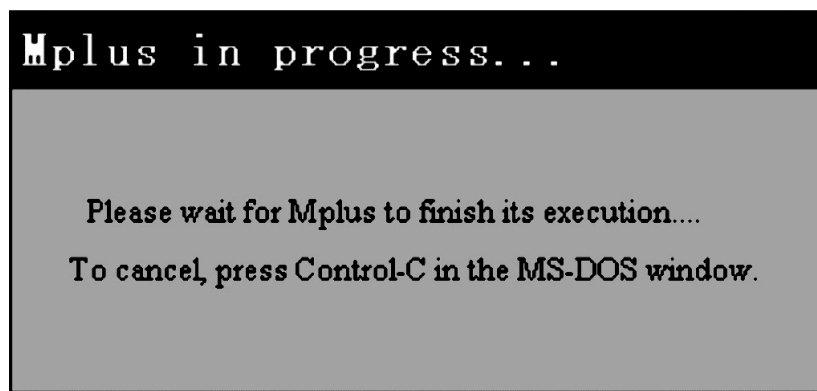 Mplus in progress...
Please wait for Mplus to finish its execution....
To cancel, press Control-C in the MS-DOS window.